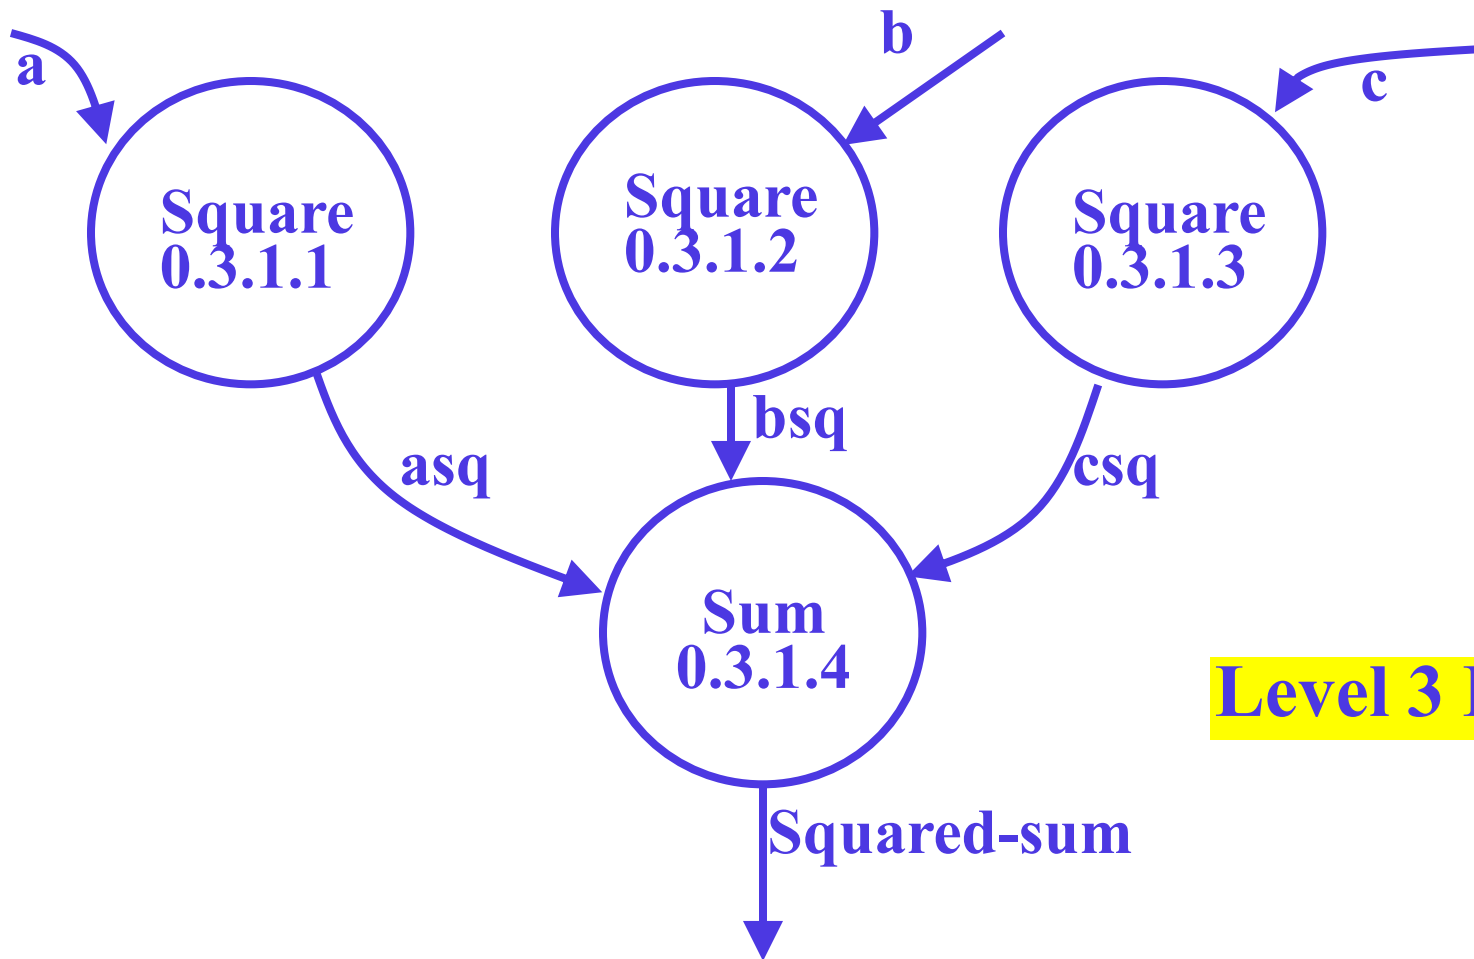 a
b
c
Square
0.3.1.1
Square
0.3.1.2
Square
0.3.1.3
asq
bsq
csq
Sum
0.3.1.4
Level 3
Squared-sum